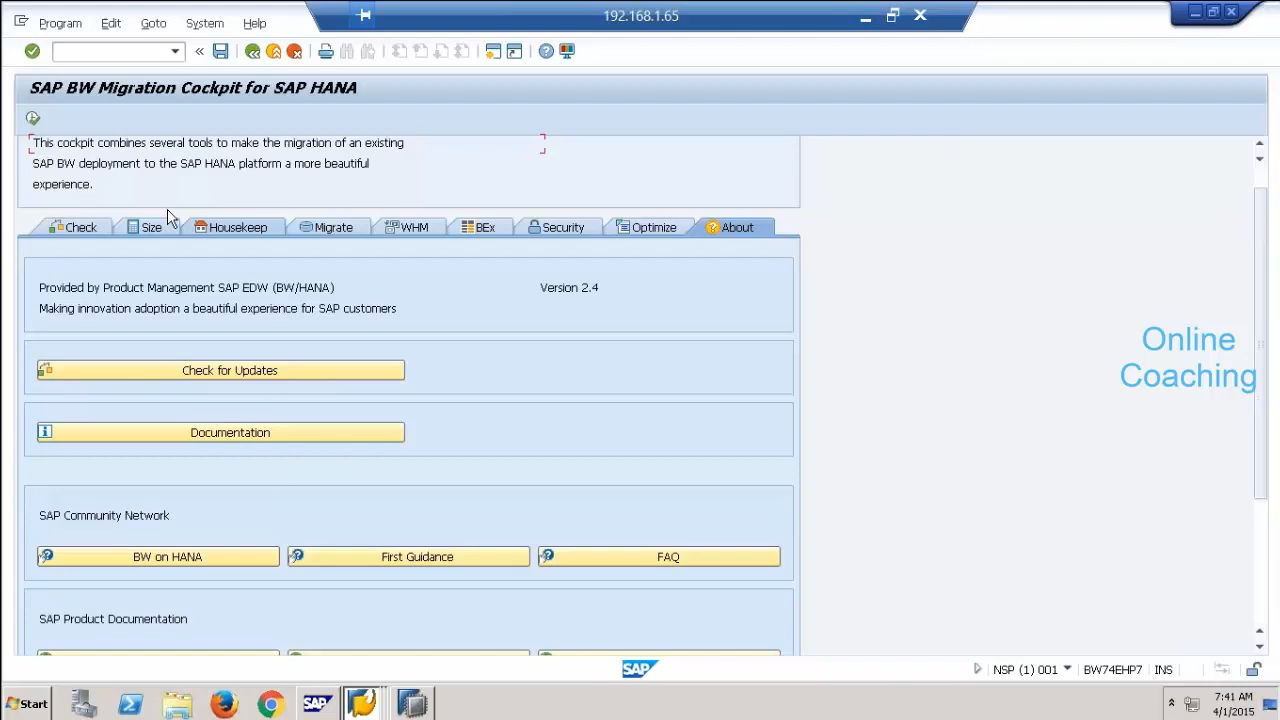 Program Edit Goto System Help
192.168.1.65
SAP BW Migration Cockpit for SAP HANA
This cockpit combines several tools to make the migration of an existing
SAP BW deployment to the SAP HANA platform a more beautiful
experience.
Check Size Housekeep Migrate WHM BEx Security Optimize About
Provided by Product Management SAP EDW (BW/HANA) Version 2.4
Making innovation adoption a beautiful experience for SAP customers
Online
Coaching
Check for Updates
Documentation
SAP Community Network
BW on HANA First Guidance FAQ
SAP Product Documentation
SAP
NSP (1) 001 BW74EHP7 INS
Start SAP 7:41 AM
4/1/2015